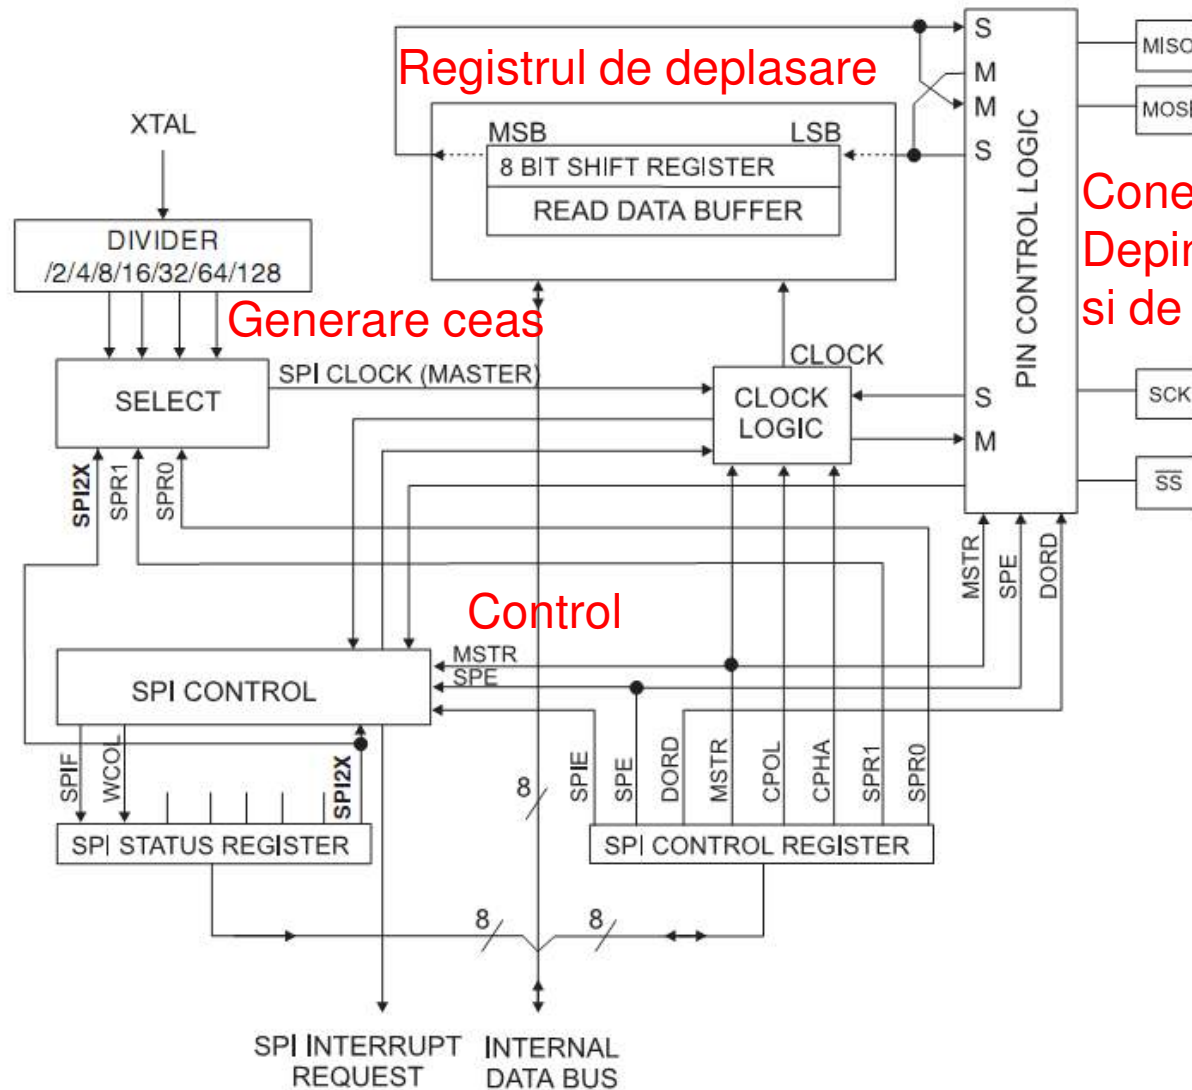 Registrul de deplasare
S
MISO
M
M
MOSI
XTAL
MSB
LSB
S
8 BIT SHIFT REGISTER
READ DATA BUFFER
PIN CONTROL LOGIC
DIVIDER
/2/4/8/16/32/64/128
si de
Generare ceas
SPI CLOCK (MASTER)
CLOCK
SELECT
CLOCK
LOGIC
S
SCK
M
SS
SPI2X
SPR1
SPR0
MSTR
SPE
DORD
Control
MSTR
SPE
SPI CONTROL
SPIF
WCOL
SPI2X
8
SPIE
SPE
DORD
MSTR
CPOL
CPHA
SPR1
SPR0
SPI STATUS REGISTER
SPI CONTROL REGISTER
8
8
SPI INTERRUPT
REQUEST
INTERNAL
DATA BUS